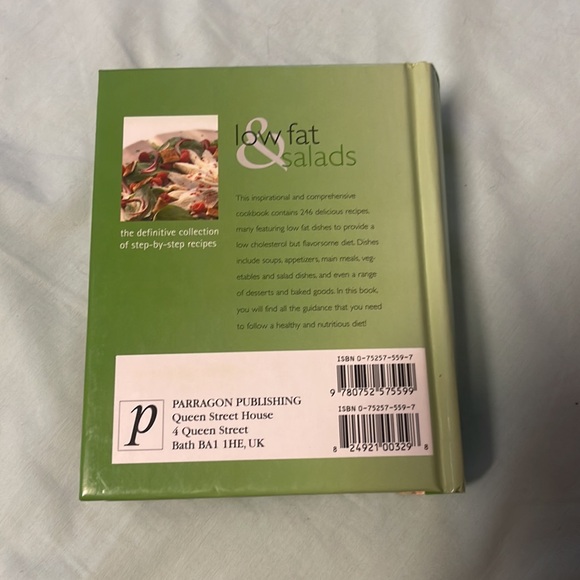 low fat
& salads
the definitive collection
of step-by-step recipes
This inspirational and comprehensive
cookbook contains 246 delicious recipes,
many featuring low fat dishes to provide a
low cholesterol but flavorsome diet. Dishes
include soups, appetizers, main meals, veg-
etables and salad dishes, and even a range
of desserts and baked goods. In this book,
you will find all the guidance that you need
to follow a healthy and nutritious diet!
ISBN 0-75257-559-7
9 780752 575599
p
PARRAGON PUBLISHING
Queen Street House
4 Queen Street
Bath BA1 1HE, UK
ISBN 0-75257-559-7
8 24921 00329 8